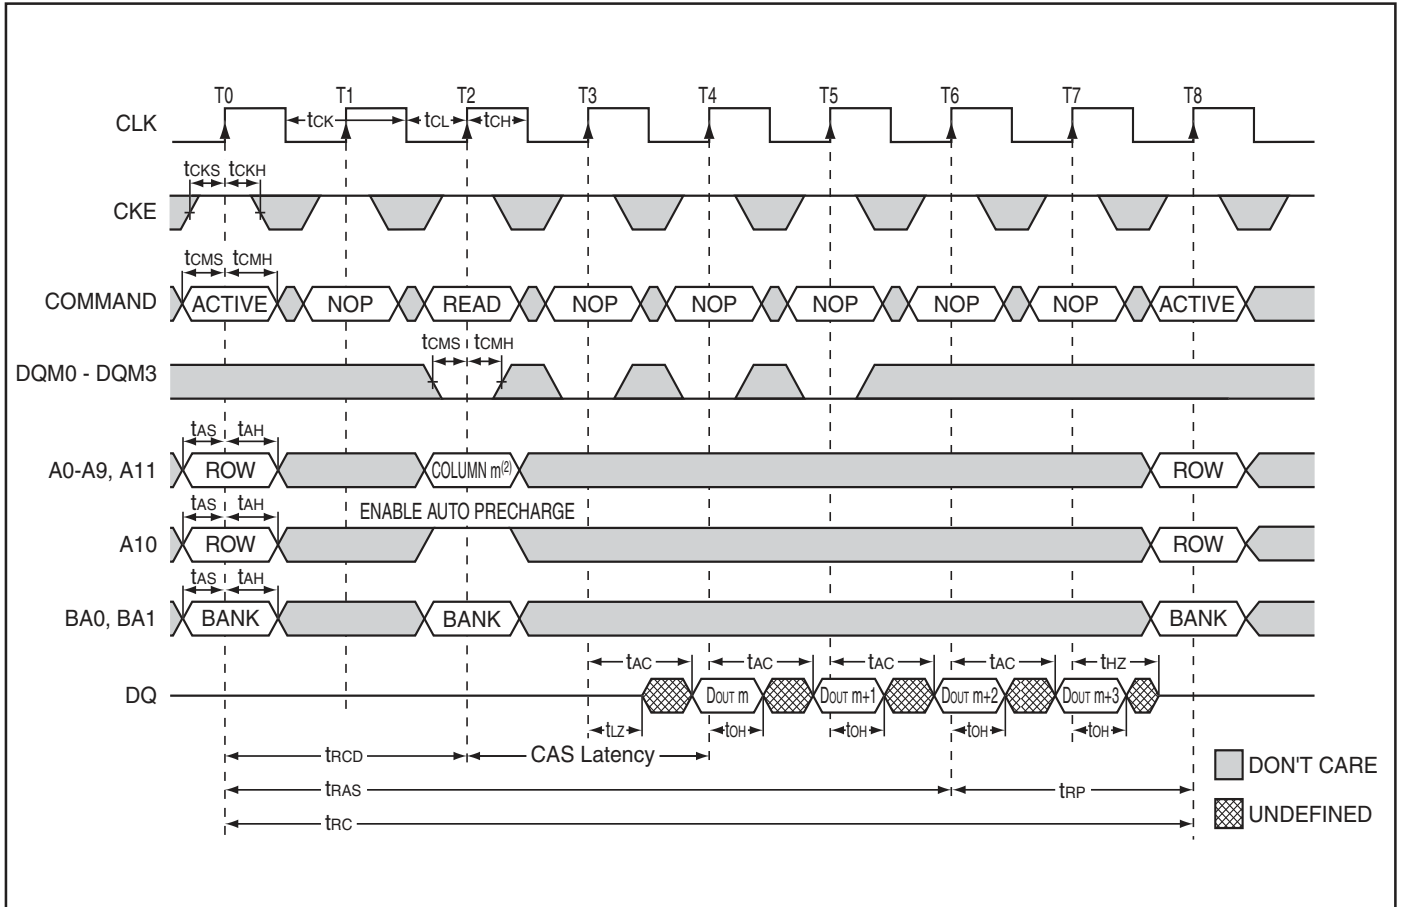 T0 T1 T2 T3 T4 T5 T6 T7 T8
CLK tCK tCL tCH
tCKS tCKH
CKE
tCMS tCMH
COMMAND ACTIVE NOP READ NOP NOP NOP NOP NOP ACTIVE
tCMS tCMH
DQM0 - DQM3
tAS tAH
A0-A9, A11 ROW COLUMN m(2) ROW
tAS tAH ENABLE AUTO PRECHARGE
A10 ROW ROW
tAS tAH
BA0, BA1 BANK BANK BANK
tAC tAC tAC tAC tHZ
DQ DOUT m DOUT m+1 DOUT m+2 DOUT m+3
tLZ tOH tOH tOH tOH
tRCD CAS Latency
DON'T CARE
tRAS tRP
UNDEFINED
tRC